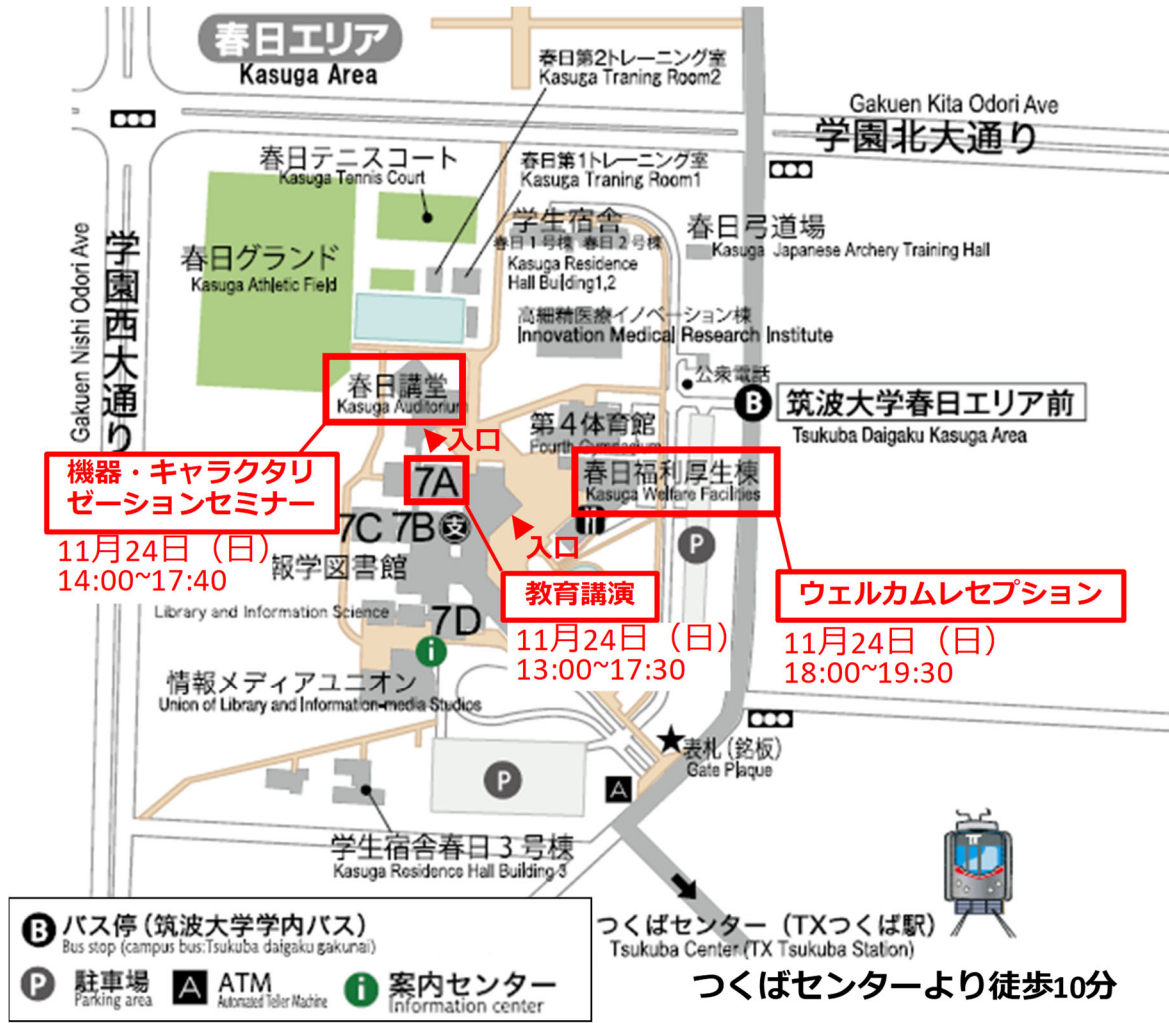 春日エリア
Kasuga Area
春日第2トレーニング室
Kasuga Traning Room2
Gakuen Kita Odori Ave
学園北大通り
春日テニスコート
Kasuga Tennis Court
春日第1トレーニング室
Kasuga Traning Room1
学生宿舎
春日1号棟 春日2号棟
Kasuga Residence
Hall Building1,2
春日弓道場
Kasuga Japanese Archery Training Hall
Gakuen Nishi Odori Ave
学園西大通り
春日グランド
Kasuga Athletic Field
高細精医療イノベーション棟
Innovation Medical Research Institute
公衆電話
春日講堂
Kasuga Auditorium
入口
B
筑波大学春日エリア前
Tsukuba Daigaku Kasuga Area
第4体育館
Fourth Gymnasium
機器・キャラクタリ
ゼーションセミナー
11月24日（日）
14:00~17:40
7A
春日福利厚生棟
Kasuga Welfare Facilities
7C 7B 支
入口
P
報学図書館
Library and Information Science
教育講演
11月24日（日）
13:00~17:30
ウェルカムレセプション
11月24日（日）
18:00~19:30
7D
i
情報メディアユニオン
Union of Library and Information-media Studios
表札(銘板)
Gate Plaque
P
A
学生宿舎春日3号棟
Kasuga Residence Hall Building 3
つくばセンター（TXつくば駅）
Tsukuba Center(TX Tsukuba Station)
つくばセンターより徒歩10分
B バス停(筑波大学学内バス)
Bus stop (campus bus:Tsukuba daigaku gakunai)
P 駐車場
Parking area
A ATM
Automated Teller Machine
i 案内センター
Information center